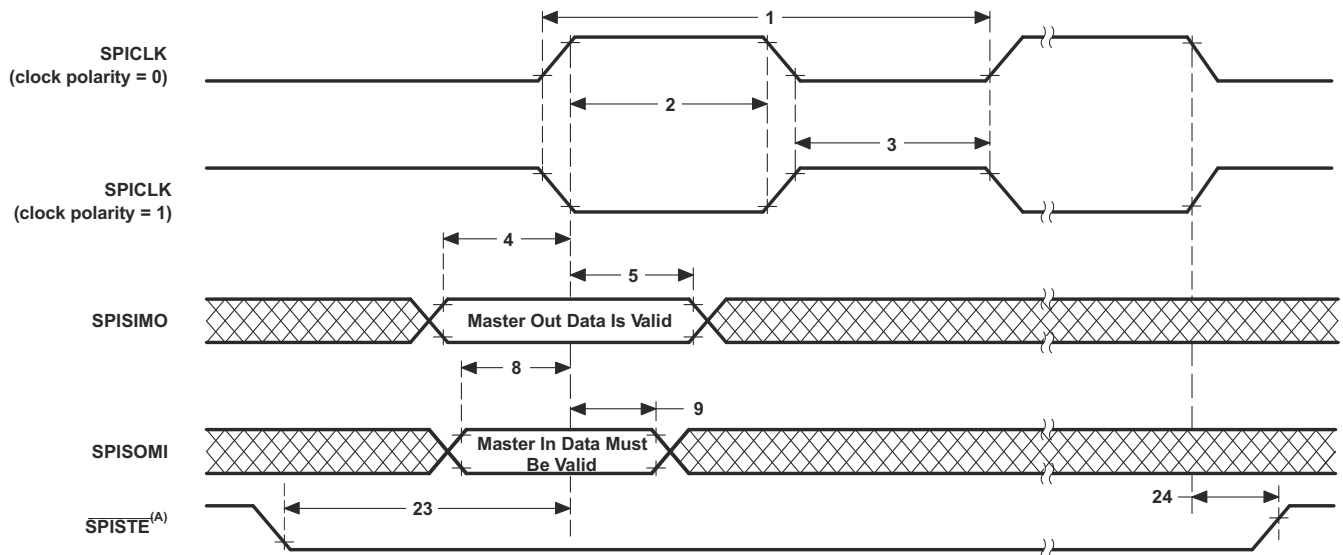 1
SPICLK
(clock polarity = 0)
2
3
SPICLK
(clock polarity = 1)
4
5
SPISIMO
Master Out Data Is Valid
8
9
SPISOMI
Master In Data Must
Be Valid
23
24
SPISTE(A)